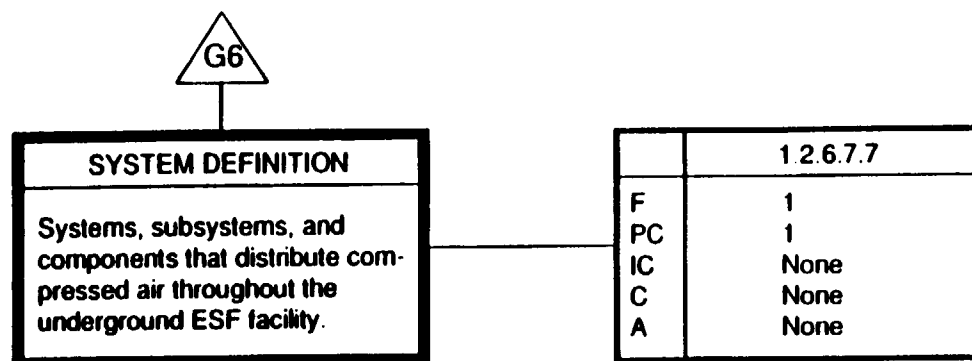 G6
SYSTEM DEFINITION
Systems, subsystems, and
components that distribute com-
pressed air throughout the
underground ESF facility.
1.2.6.7.7
F 1
PC 1
IC None
C None
A None